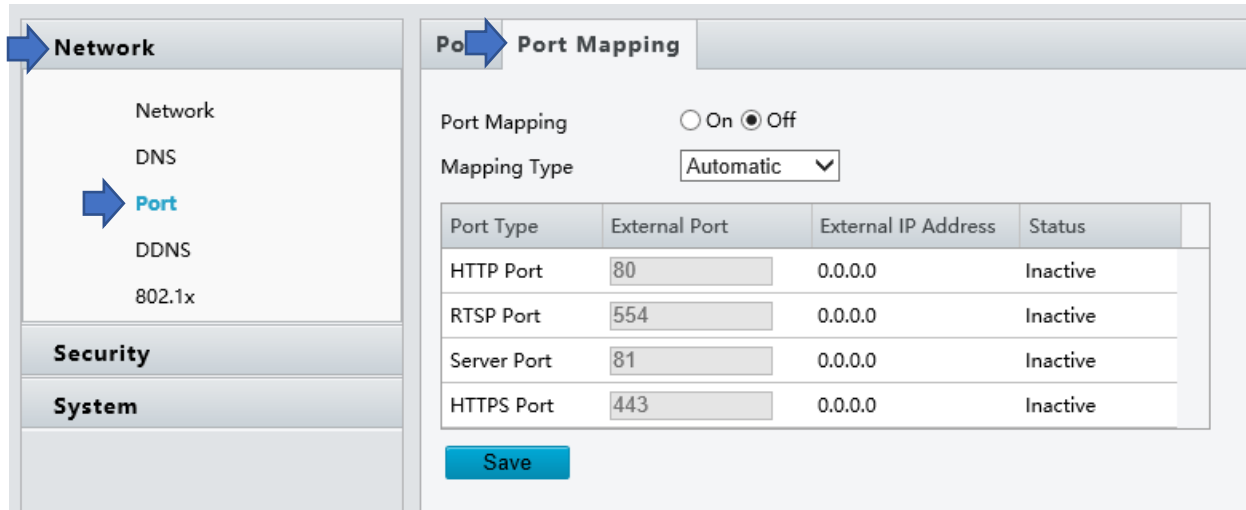 Network
Network
DNS
Port
DDNS
802.1x
Security
System
Po Port Mapping
Port Mapping On Off
Mapping Type Automatic
Port Type External Port External IP Address Status
HTTP Port 80 0.0.0.0 Inactive
RTSP Port 554 0.0.0.0 Inactive
Server Port 81 0.0.0.0 Inactive
HTTPS Port 443 0.0.0.0 Inactive
Save